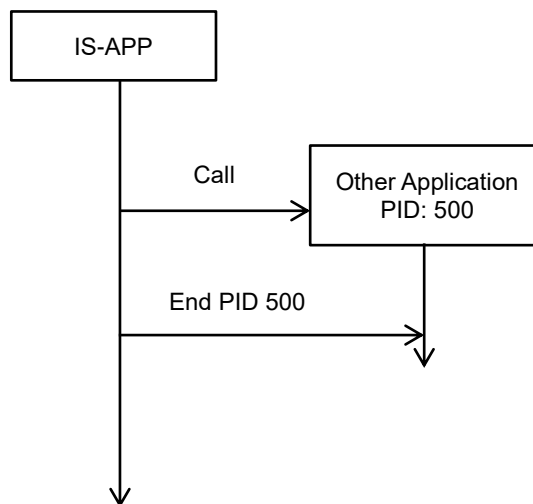 IS-APP
Call
Other Application
PID: 500
End PID 500